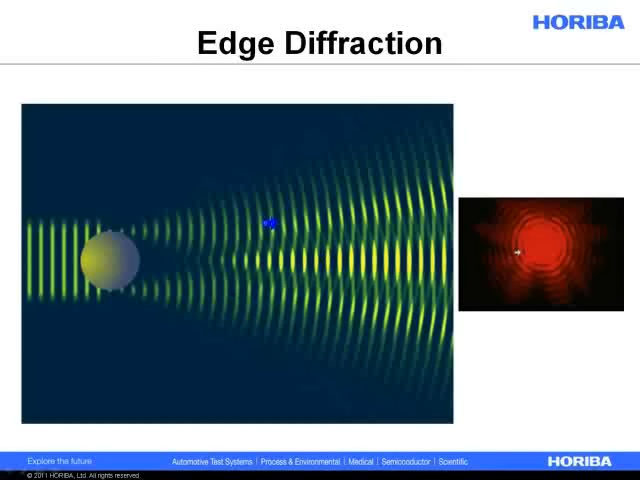 HORIBA
Edge Diffraction
Explore the future
Automotive Test Systems | Process & Environmental | Medical | Semiconductor | Scientific
HORIBA
© 2011 HORIBA, Ltd. All rights reserved.